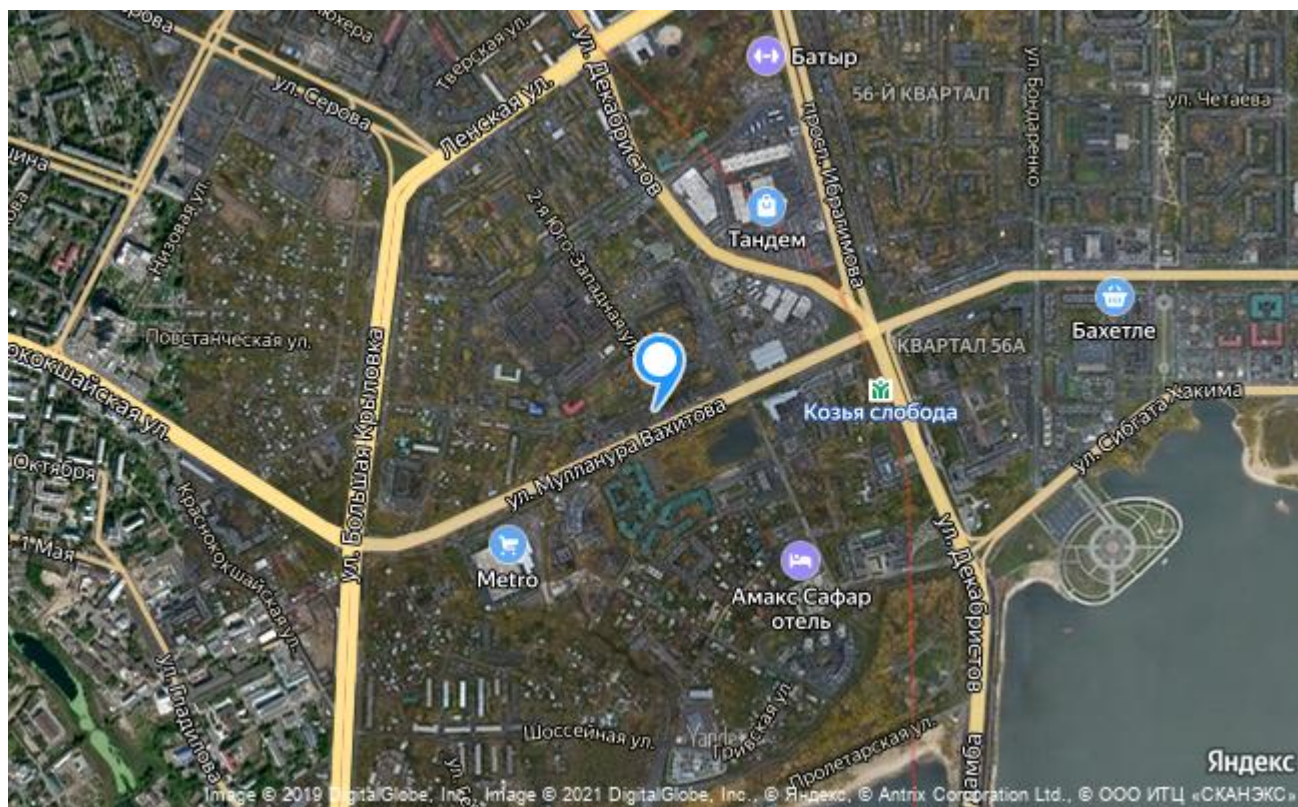 Тверская ул.
Батыр
ул. Серова
Ленская ул.
ул. Декабристов
просп. Ибрагимова
56-Й КВАРТАЛ
ул. Бондаренко
ул. Четаева
Низовая ул.
2-я Юго-Западная ул.
Тандем
Повстанческая ул.
КВАРТАЛ 56А
Бахетле
ул. Большая Крыловка
Козья слобода
ул. Сибгата Хакима
ул. Мулланура Вахитова
Октября
Краснококшайская ул.
1 Мая
Metro
Амакс Сафар
отель
ул. Декабристов
ул. Гладилова
Шоссейная ул.
Гривская ул.
Пролетарская ул.
Яндекс
Image © 2019 DigitalGlobe, Inc., Image © 2021 DigitalGlobe, Inc., © Яндекс, © Antrix Corporation Ltd., © ООО ИТЦ «СКАНЭКС»